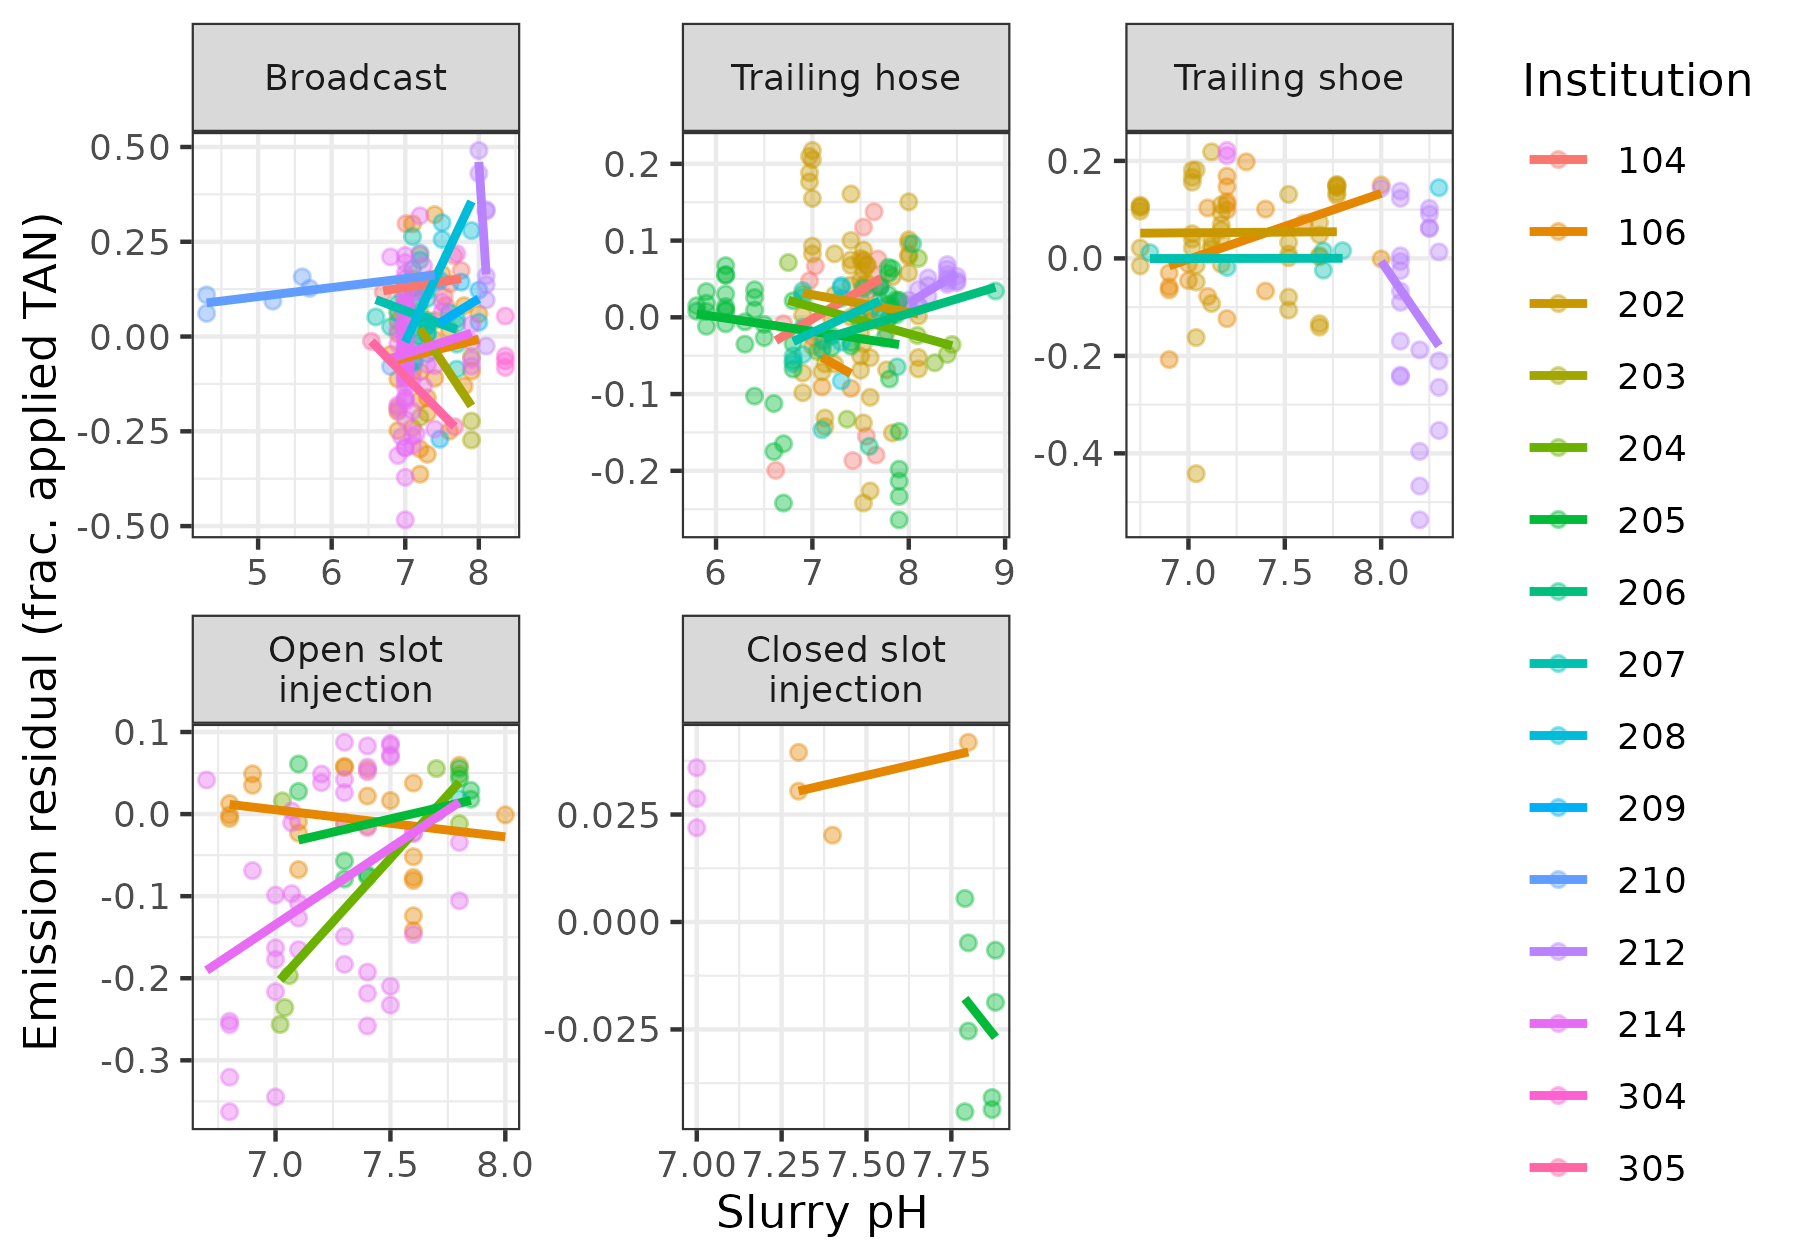 Broadcast
Trailing hose
Trailing shoe
Institution
Emission residual (frac. applied TAN)
0.50
0.25
0.00
-0.25
-0.50
5 6 7 8
0.2
0.1
0.0
-0.1
-0.2
6 7 8 9
0.2
0.0
-0.2
-0.4
7.0 7.5 8.0
104
106
202
203
204
205
206
207
208
209
210
212
214
304
305
Open slot
injection
Closed slot
injection
0.1
0.0
-0.1
-0.2
-0.3
7.0 7.5 8.0
0.025
0.000
-0.025
7.00 7.25 7.50 7.75
Slurry pH